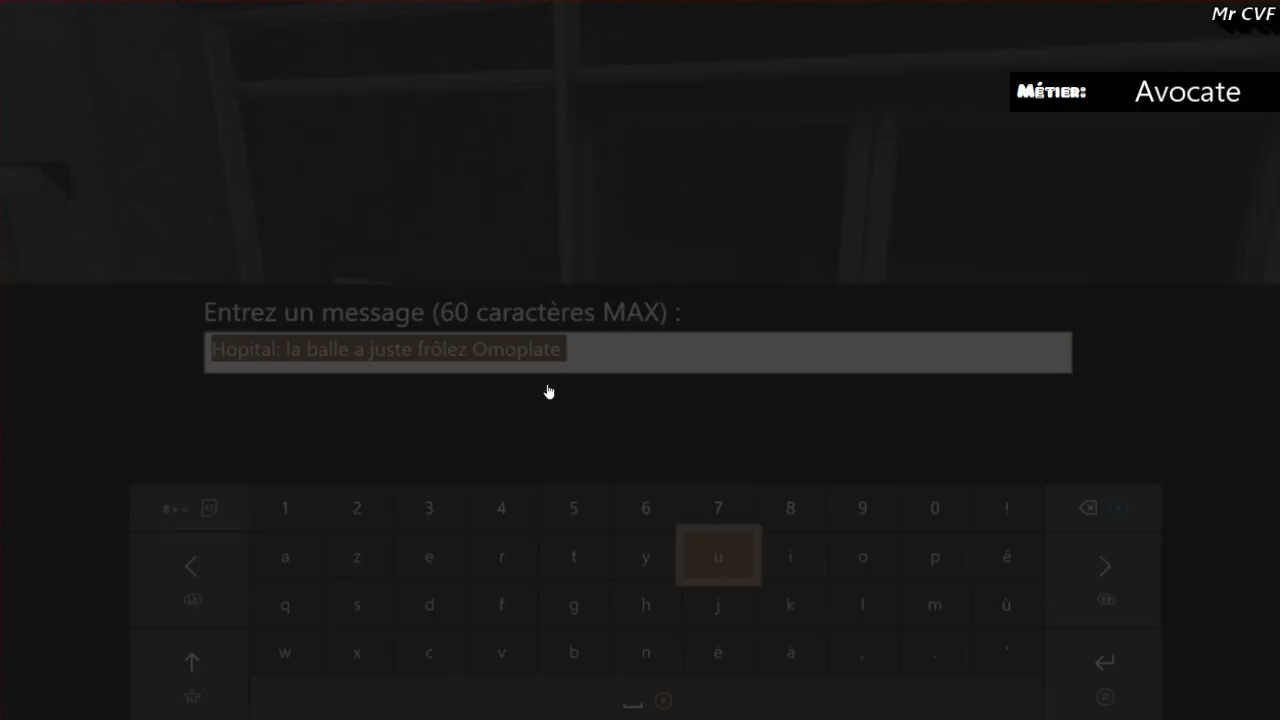 Mr CVF
MÉTIER: Avocate
Entrez un message (60 caractères MAX) :
Hopital: la balle a juste frôlez Omoplate
#+= 
1 2 3 4 5 6 7 8 9 0 !
a z e r t y u i o p é
q s d f g h j k l m ù
w x c v b n è à , . '
Y